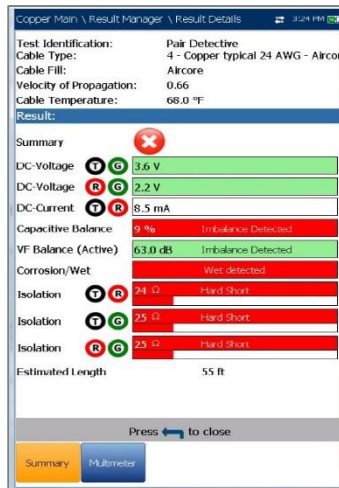 Copper Main \ Result Manager \ Result Details 3:24 PM
Test Identification: Pair Detective
Cable Type: 4 - Copper typical 24 AWG - Aircor
Cable Fill: Aircore
Velocity of Propagation: 0.66
Cable Temperature: 68.0 °F
Result:
Summary
DC-Voltage T G 3.6 V
DC-Voltage R G 2.2 V
DC-Current T R 8.5 mA
Capacitive Balance 9 % Imbalance Detected
VF Balance (Active) 63.0 dB Imbalance Detected
Corrosion/Wet Wet detected
Isolation T R 24 Ω Hard Short
Isolation T G 25 Ω Hard Short
Isolation R G 25 Ω Hard Short
Estimated Length 55 ft
Press to close
Summary Multimeter